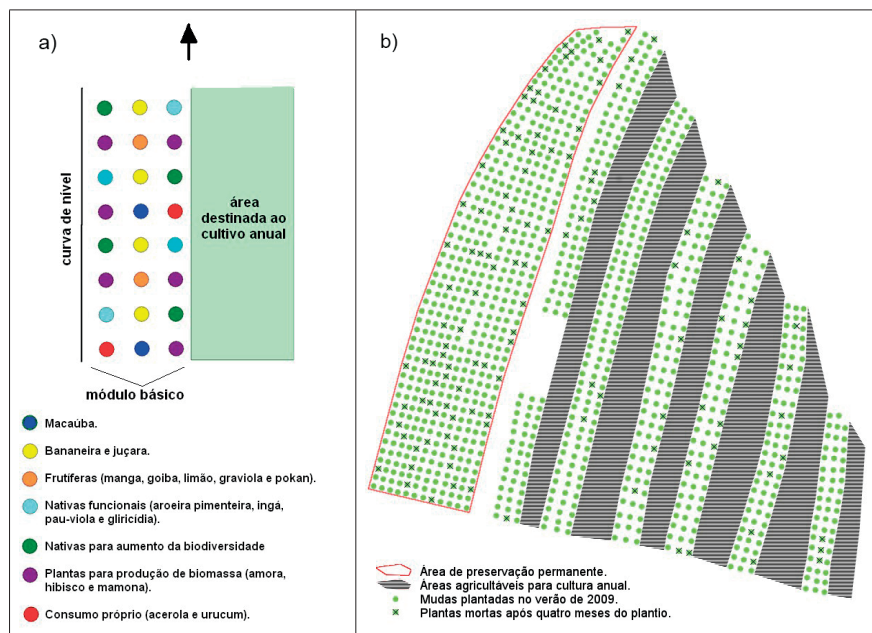 a)
curva de nível
área
destinada ao
cultivo anual
módulo básico
Macaúba.
Bananeira e juçara.
Frutíferas (manga, goiba, limão, graviola e pokan).
Nativas funcionais (aroeira pimenteira, ingá,
pau-viola e gliricídia).
Nativas para aumento da biodiversidade
Plantas para produção de biomassa (amora,
hibisco e mamona).
Consumo próprio (acerola e urucum).
b)
Área de preservação permanente.
Áreas agricultáveis para cultura anual.
Mudas plantadas no verão de 2009.
Plantas mortas após quatro meses do plantio.